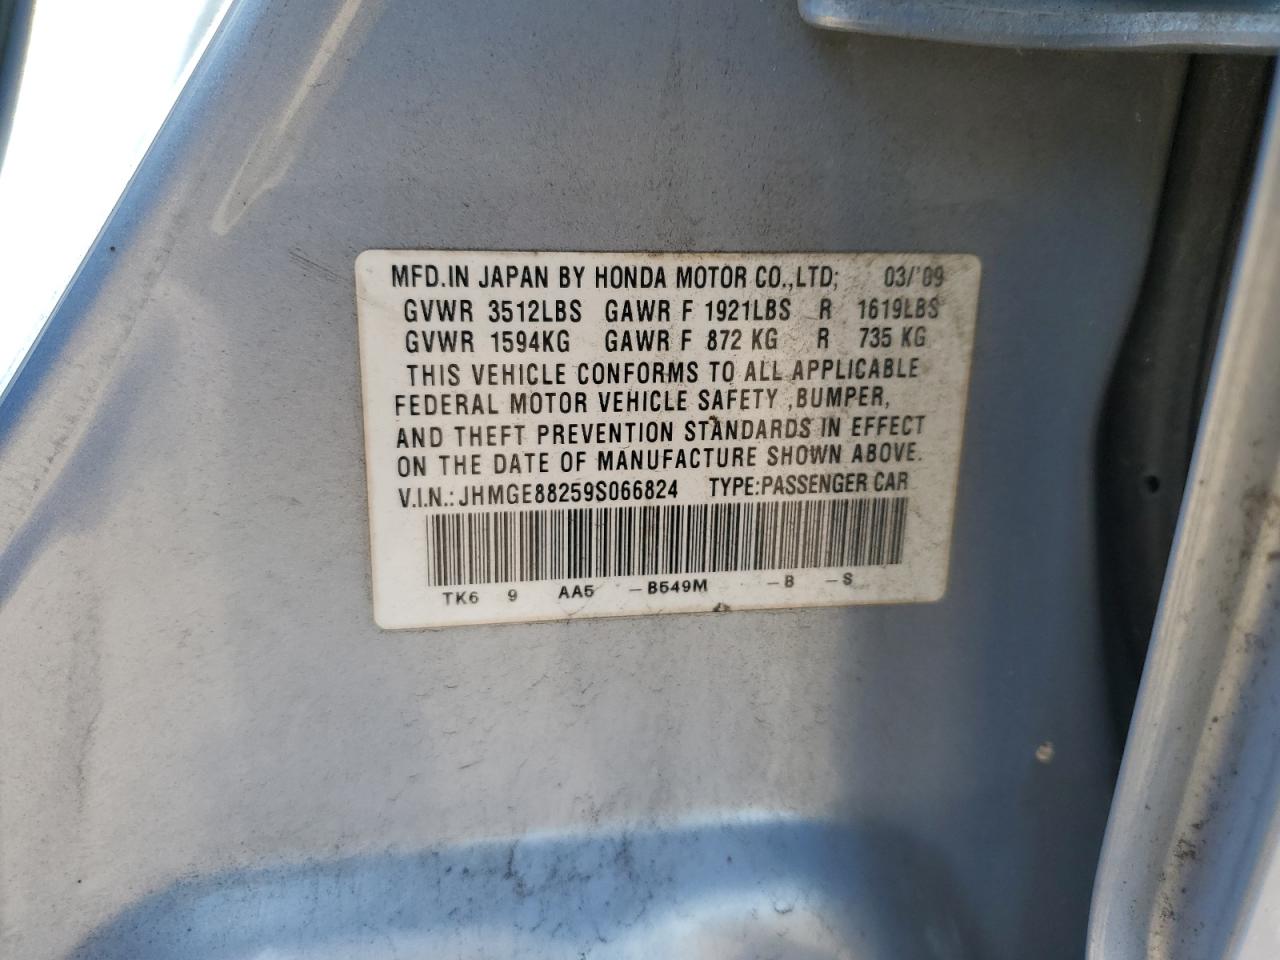 MFD.IN JAPAN BY HONDA MOTOR CO.,LTD; 03/'09
GVWR 3512LBS GAWR F 1921LBS R 1619LBS
GVWR 1594KG GAWR F 872 KG R 735 KG
THIS VEHICLE CONFORMS TO ALL APPLICABLE
FEDERAL MOTOR VEHICLE SAFETY ,BUMPER,
AND THEFT PREVENTION STANDARDS IN EFFECT
ON THE DATE OF MANUFACTURE SHOWN ABOVE.
V.I.N.:JHMGE88259S066824 TYPE:PASSENGER CAR
TK6 9 AA5 -B549M -B -S